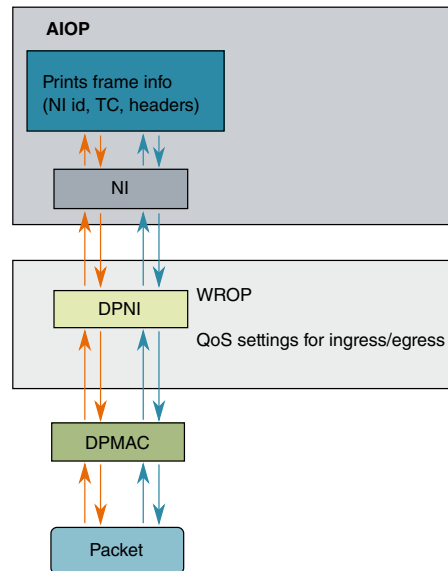 AIOP
Prints frame info
(NI id, TC, headers)
NI
WROP
DPNI
QoS settings for ingress/egress
DPMAC
Packet